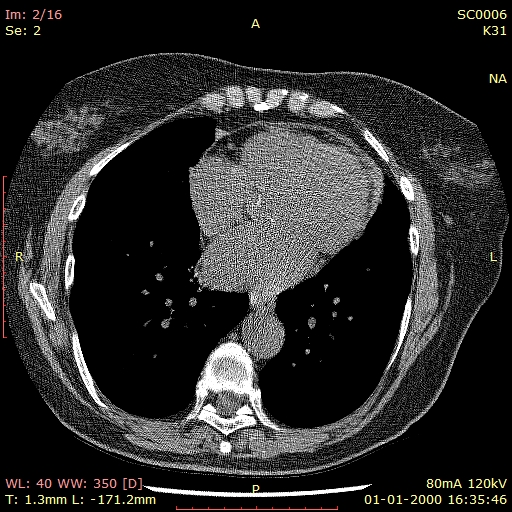 Im: 2/16
Se: 2
A
SC0006
K31
NA
R
L
WL: 40 WW: 350 [D]
T: 1.3mm L: -171.2mm
P
80mA 120kV
01-01-2000 16:35:46